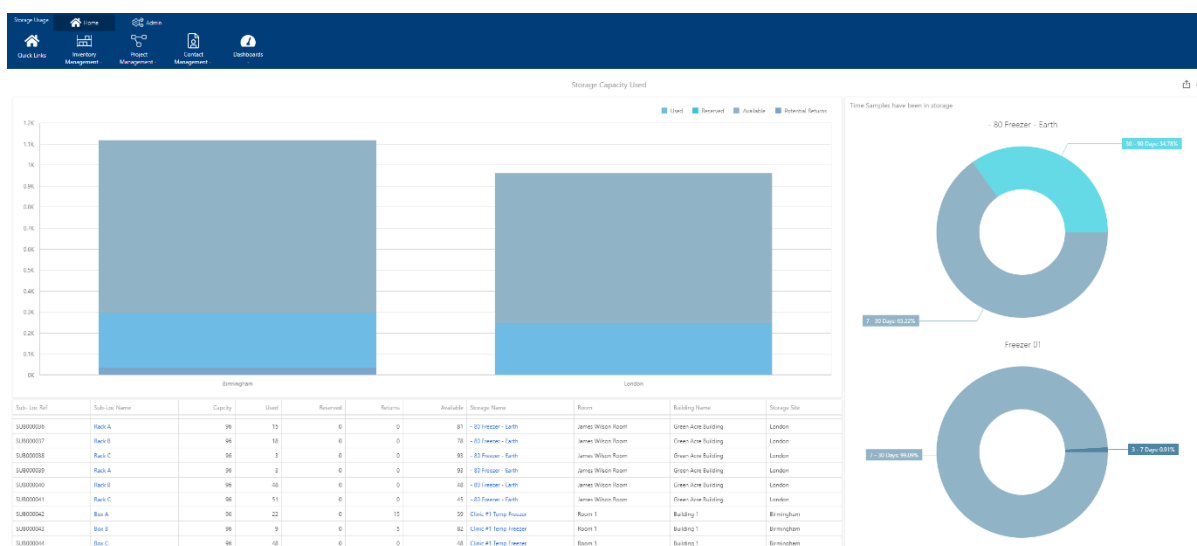 Storage Usage Home Admin
Quick Links Inventory Management Project Management Contact Management Dashboards
Storage Capacity Used
Used Reserved Available Potential Returns
1.2K
1.1K
1K
0.9K
0.8K
0.7K
0.6K
0.5K
0.4K
0.3K
0.2K
0.1K
0K
Birmingham London
Time Samples have been in storage
- 80 Freezer - Earth
30 - 90 Days: 34.78%
7 - 30 Days: 65.22%
Freezer 01
7 - 30 Days: 99.09%
3 - 7 Days: 0.91%
Sub- Loc Ref Sub-Loc Name Capcity Used Reserved Returns Available Storage Name Room Building Name Storage Site
SUB000036 Rack A 96 15 0 0 81 - 80 Freezer - Earth James Wilson Room Green Acre Building London
SUB000037 Rack B 96 18 0 0 78 - 80 Freezer - Earth James Wilson Room Green Acre Building London
SUB000038 Rack C 96 3 0 0 93 - 80 Freezer - Earth James Wilson Room Green Acre Building London
SUB000039 Rack A 96 3 0 0 93 - 80 Freezer - Earth James Wilson Room Green Acre Building London
SUB000040 Rack B 96 48 0 0 48 - 80 Freezer - Earth James Wilson Room Green Acre Building London
SUB000041 Rack C 96 51 0 0 45 - 80 Freezer - Earth James Wilson Room Green Acre Building London
SUB000042 Box A 96 22 0 15 Clinic #1 Temp Freezer Room 1 Building 1 Birmingham
SUB000043 Box B 96 9 0 5 82 Clinic #1 Temp Freezer Room 1 Building 1 Birmingham
SUB000044 Box C 96 48 0 0 48 Clinic #1 Temp Freezer Room 1 Building 1 Birmingham